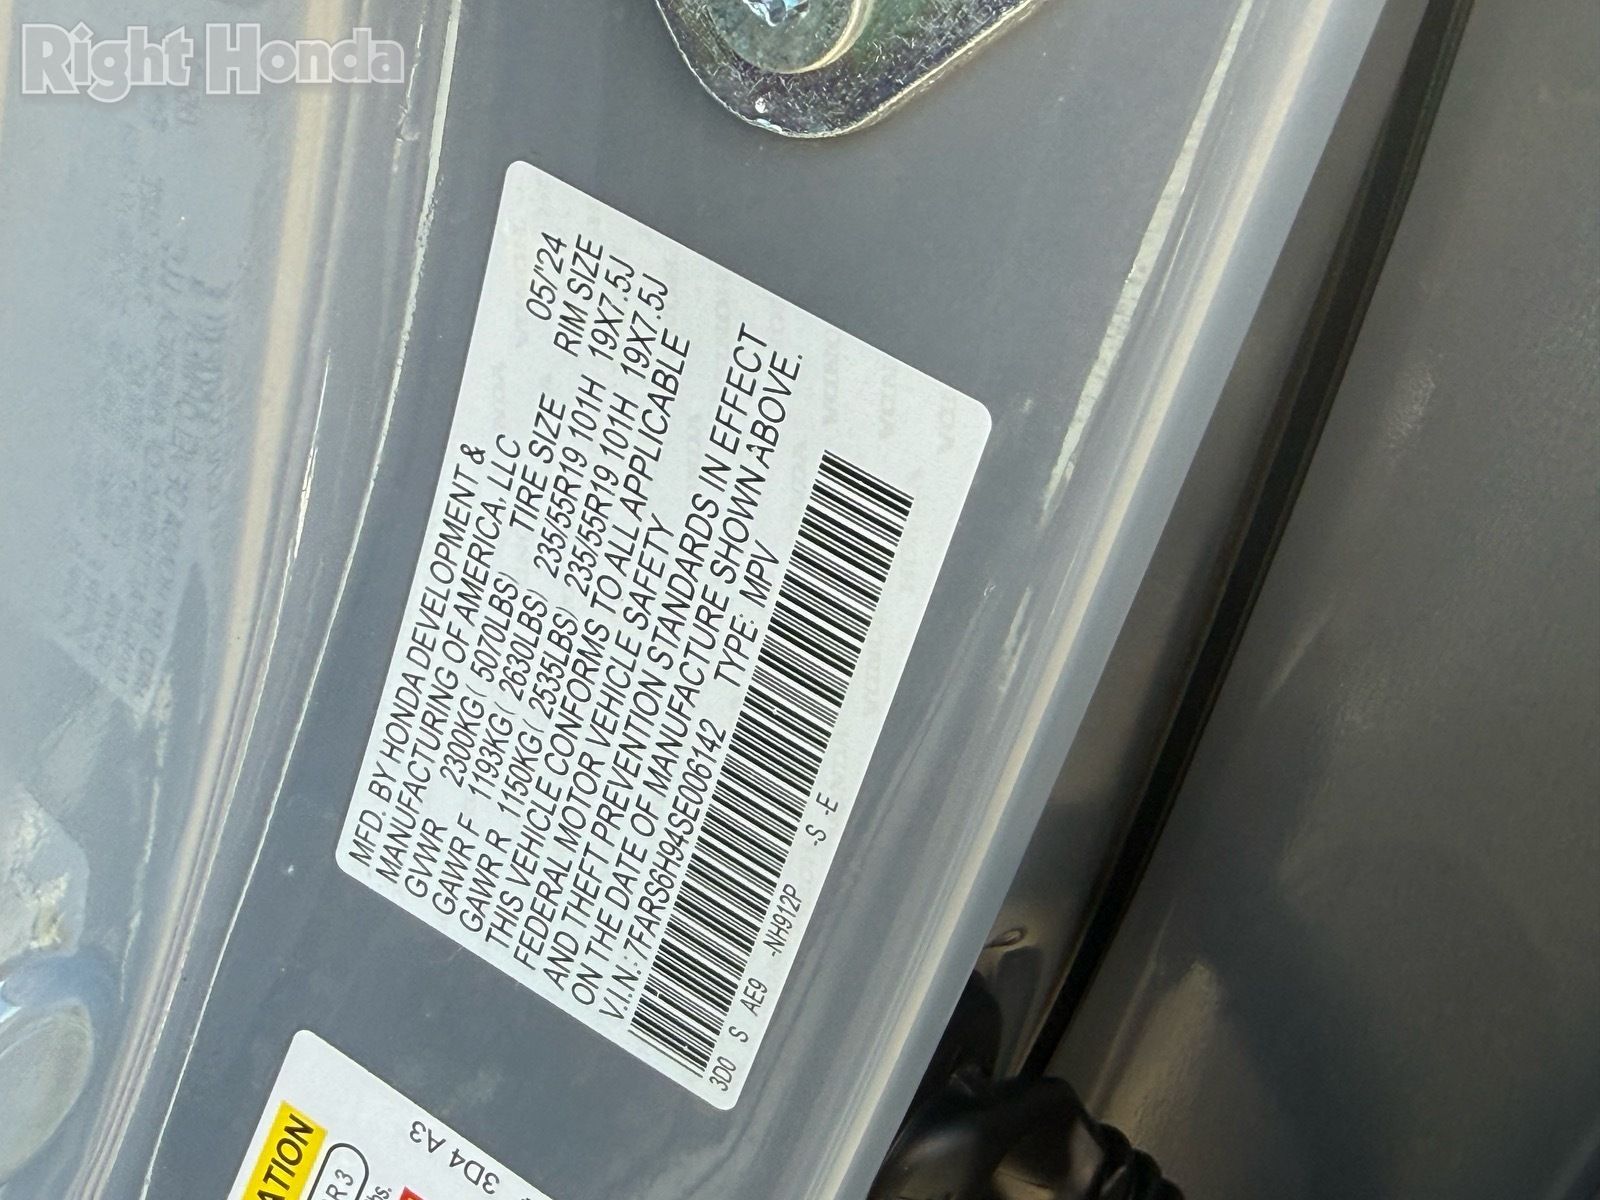 Right Honda
MFD. BY HONDA DEVELOPMENT & 05/'24
MANUFACTURING OF AMERICA, LLC
TIRE SIZE RIM SIZE
GVWR 2300KG( 5070LBS)
GAWR F 1193KG( 2630LBS) 235/55R19 101H 19X7.5J
GAWR R 1150KG( 2535LBS) 235/55R19 101H 19X7.5J
THIS VEHICLE CONFORMS TO ALL APPLICABLE
FEDERAL MOTOR VEHICLE SAFETY
AND THEFT PREVENTION STANDARDS IN EFFECT
ON THE DATE OF MANUFACTURE SHOWN ABOVE.
V.I.N.: 7FARS6H94SE006142 TYPE: MPV
3D0 S AE9 -NH912P -S -E
3D4 A3